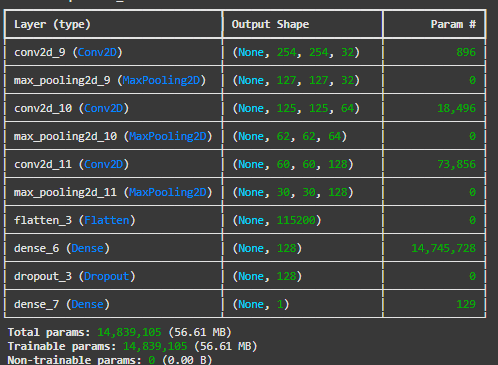 Layer (type) Output Shape Param #
conv2d_9 (Conv2D) (None, 254, 254, 32) 896
max_pooling2d_9 (MaxPooling2D) (None, 127, 127, 32) 0
conv2d_10 (Conv2D) (None, 125, 125, 64) 18,496
max_pooling2d_10 (MaxPooling2D) (None, 62, 62, 64) 0
conv2d_11 (Conv2D) (None, 60, 60, 128) 73,856
max_pooling2d_11 (MaxPooling2D) (None, 30, 30, 128) 0
flatten_3 (Flatten) (None, 115200) 0
dense_6 (Dense) (None, 128) 14,745,728
dropout_3 (Dropout) (None, 128) 0
dense_7 (Dense) (None, 1) 129
Total params: 14,839,105 (56.61 MB)
Trainable params: 14,839,105 (56.61 MB)
Non-trainable params: 0 (0.00 B)